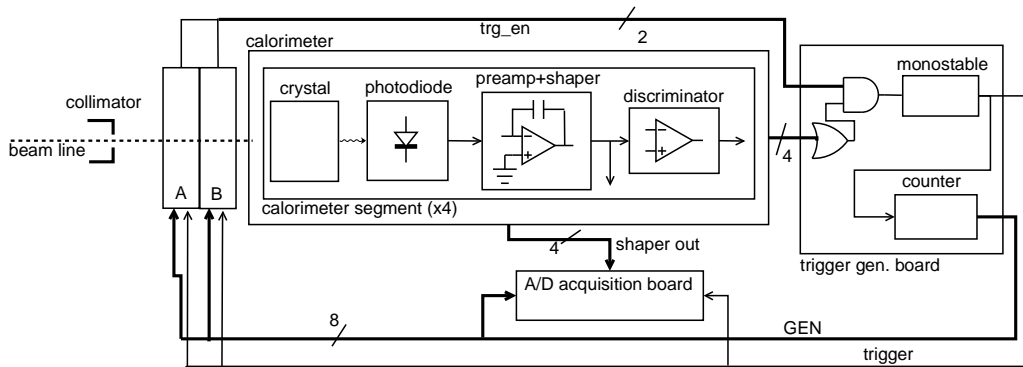 trg_en
2
calorimeter
crystal
photodiode
preamp+shaper
discriminator
monostable
collimator
beam line
A
B
4
counter
calorimeter segment (x4)
4
shaper out
trigger gen. board
A/D acquisition board
8
GEN
trigger